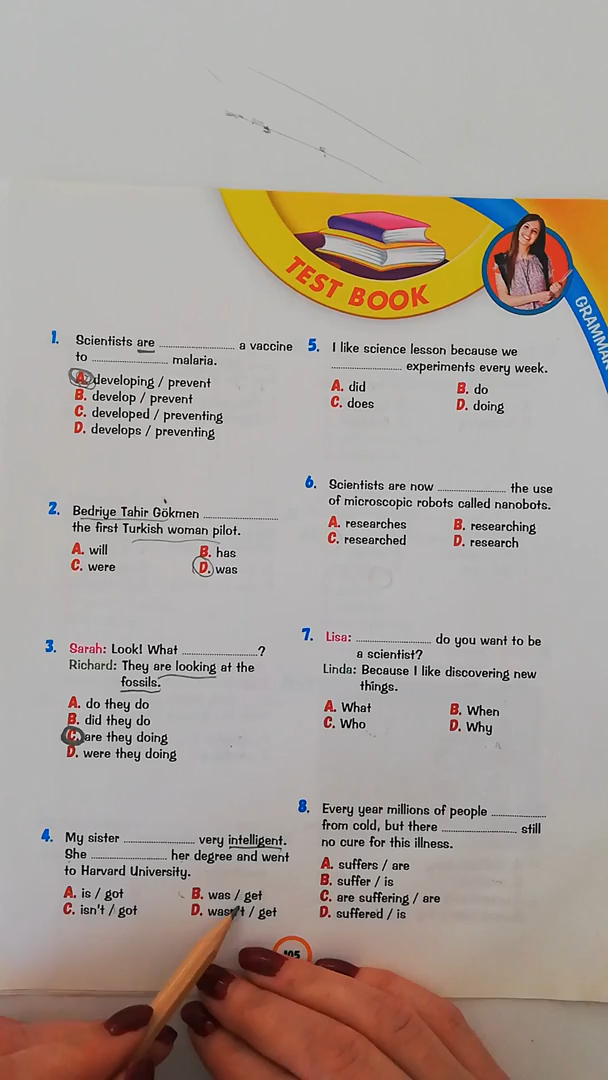 TEST BOOK
GRAMMAR
1. Scientists are .................... a vaccine
to .................... malaria.
A. developing / prevent
B. develop / prevent
C. developed / preventing
D. develops / preventing
2. Bedriye Tahir Gökmen ....................
the first Turkish woman pilot.
A. will
B. has
C. were
D. was
3. Sarah: Look! What ....................?
Richard: They are looking at the
fossils.
A. do they do
B. did they do
C. are they doing
D. were they doing
4. My sister .................... very intelligent.
She .................... her degree and went
to Harvard University.
A. is / got
B. was / get
C. isn't / got
D. wasn't / get
5. I like science lesson because we
.................... experiments every week.
A. did
B. do
C. does
D. doing
6. Scientists are now .................... the use
of microscopic robots called nanobots.
A. researches
B. researching
C. researched
D. research
7. Lisa: .................... do you want to be
a scientist?
Linda: Because I like discovering new
things.
A. What
B. When
C. Who
D. Why
8. Every year millions of people ....................
from cold, but there .................... still
no cure for this illness.
A. suffers / are
B. suffer / is
C. are suffering / are
D. suffered / is
105